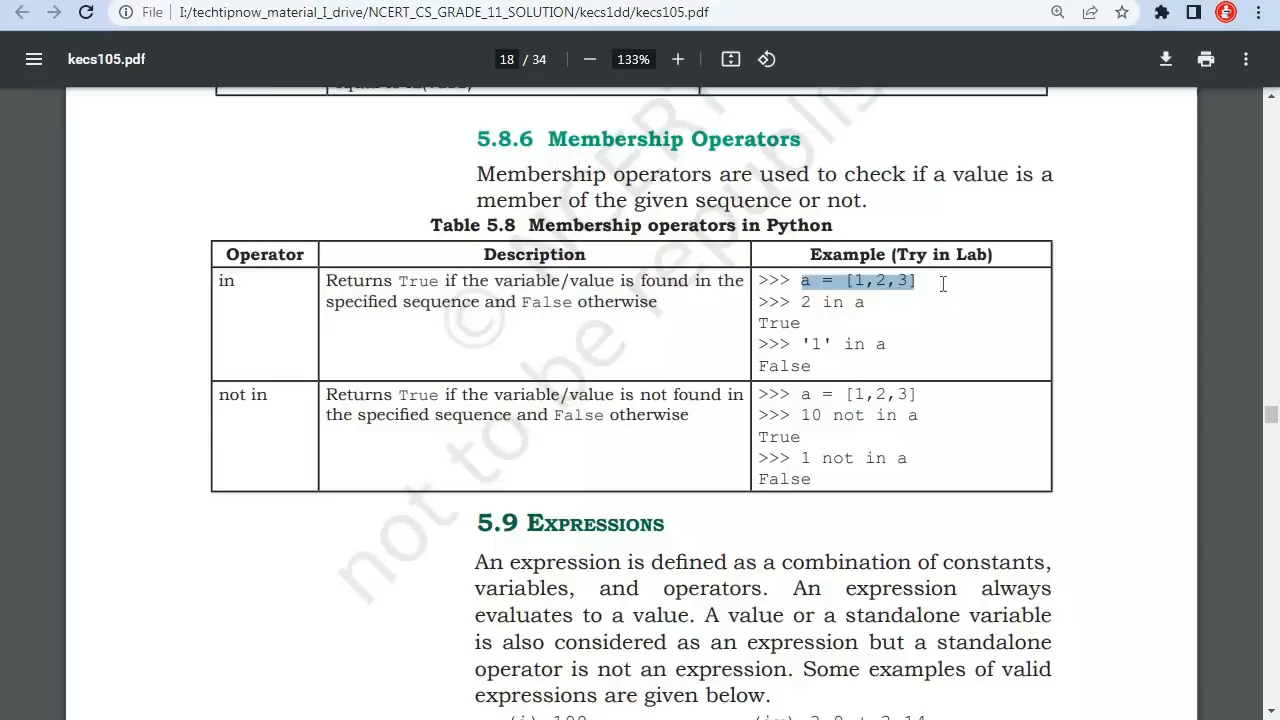 File
I:/techtipnow_material_I_drive/NCERT_CS_GRADE_11_SOLUTION/kecs1dd/kecs105.pdf
kecs105.pdf
18 / 34
133%
5.8.6 Membership Operators
Membership operators are used to check if a value is a
member of the given sequence or not.
Table 5.8 Membership operators in Python
Operator
Description
Example (Try in Lab)
in
Returns True if the variable/value is found in the
specified sequence and False otherwise
>>> a = [1,2,3]
>>> 2 in a
True
>>> '1' in a
False
not in
Returns True if the variable/value is not found in
the specified sequence and False otherwise
>>> a = [1,2,3]
>>> 10 not in a
True
>>> 1 not in a
False
5.9 EXPRESSIONS
An expression is defined as a combination of constants,
variables, and operators. An expression always
evaluates to a value. A value or a standalone variable
is also considered as an expression but a standalone
operator is not an expression. Some examples of valid
expressions are given below.
© NCERT
not to be republis